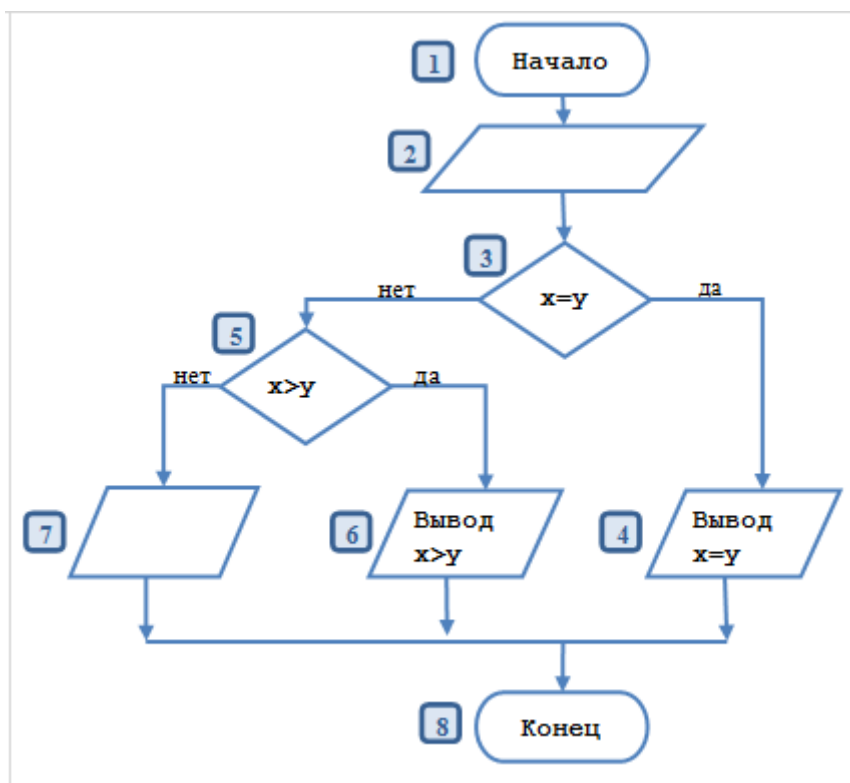 1
Начало
2
3
x=y
нет
да
5
x>y
нет
да
7
6
Вывод
x>y
4
Вывод
x=y
8
Конец